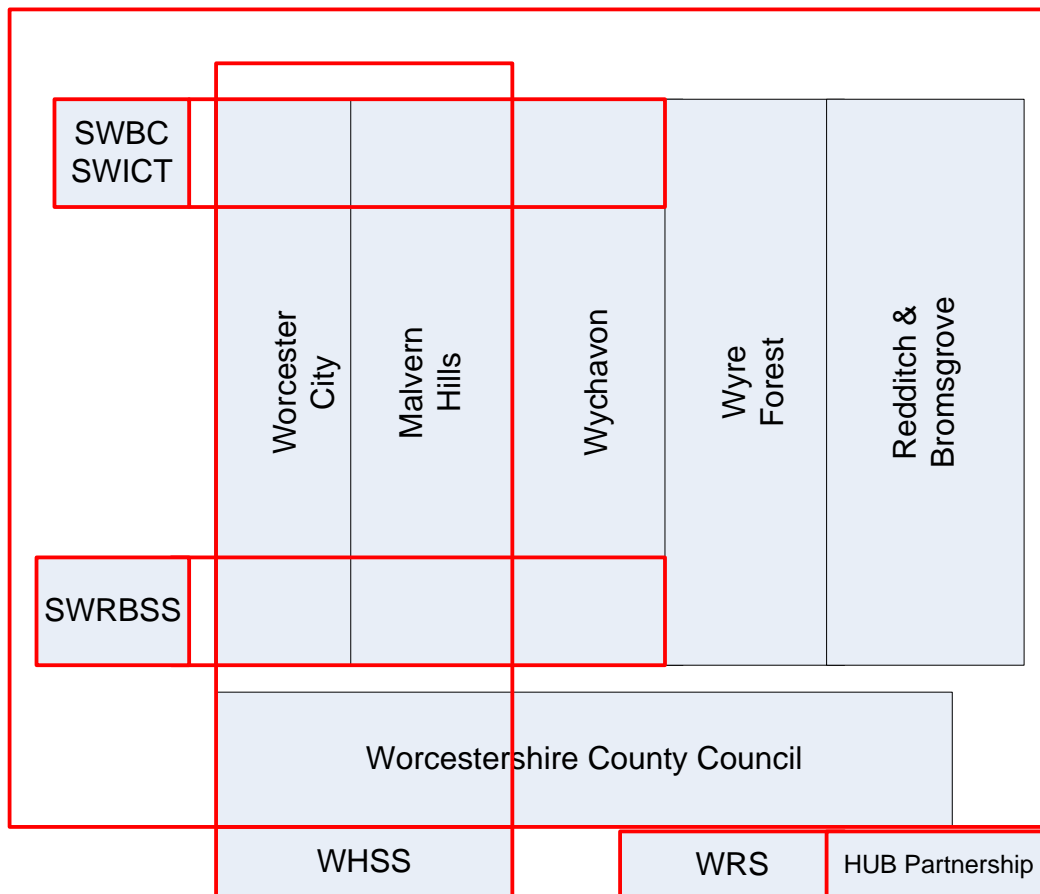 SWBC
SWICT
Worcester
City
Malvern
Hills
Wychavon
Wyre
Forest
Redditch &
Bromsgrove
SWRBSS
Worcestershire County Council
WHSS
WRS
HUB Partnership